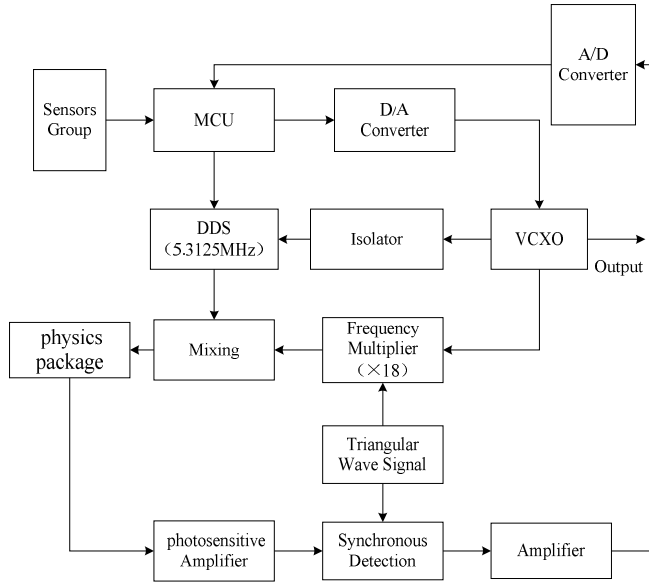 A/D
Converter
Sensors
Group
MCU
D/A
Converter
DDS
（5.3125MHz）
Isolator
VCXO
Output
physics
package
Mixing
Frequency
Multiplier
（×18）
Triangular
Wave Signal
photosensitive
Amplifier
Synchronous
Detection
Amplifier